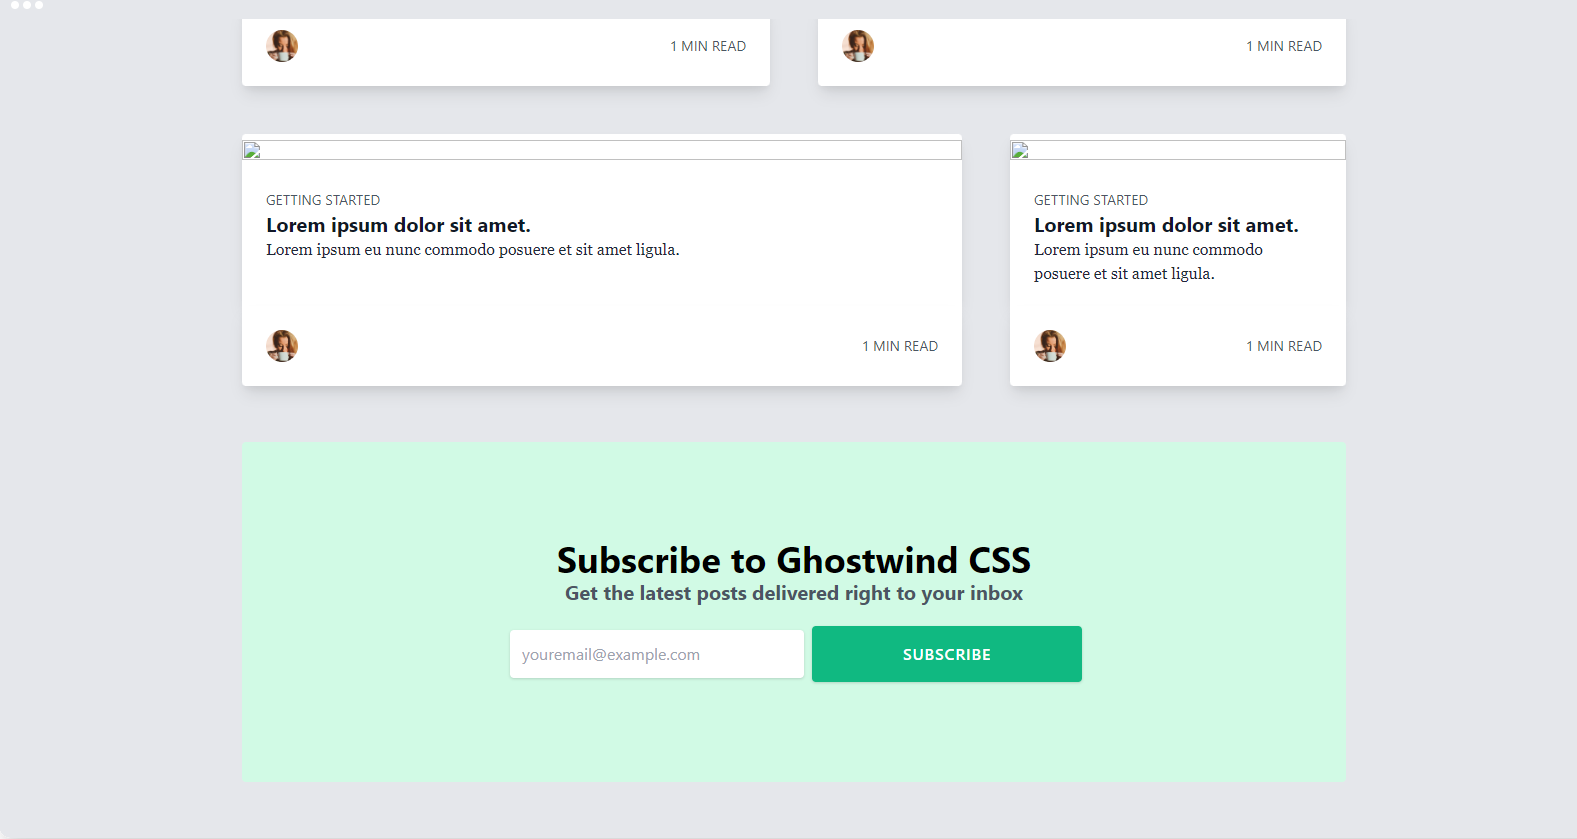 1 MIN READ
1 MIN READ
GETTING STARTED
Lorem ipsum dolor sit amet.
Lorem ipsum eu nunc commodo posuere et sit amet ligula.
1 MIN READ
GETTING STARTED
Lorem ipsum dolor sit amet.
Lorem ipsum eu nunc commodo
posuere et sit amet ligula.
1 MIN READ
Subscribe to Ghostwind CSS
Get the latest posts delivered right to your inbox
youremail@example.com
SUBSCRIBE